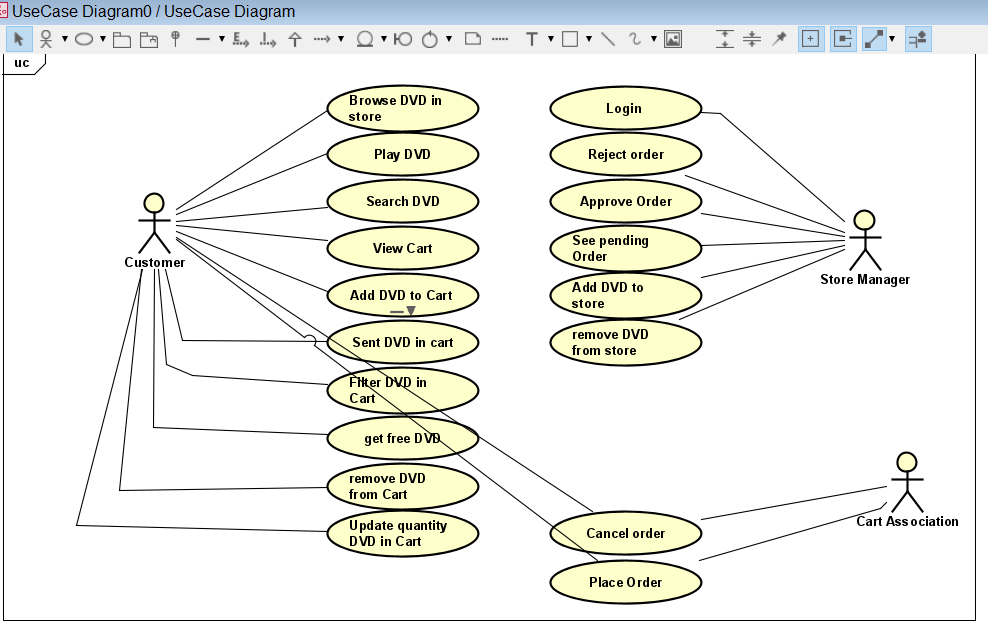 UseCase Diagram0 / UseCase Diagram
uc
Browse DVD in
store
Play DVD
Search DVD
View Cart
Add DVD to Cart
Sent DVD in cart
Filter DVD in
Cart
get free DVD
remove DVD
from Cart
Update quantity
DVD in Cart
Customer
Login
Reject order
Approve Order
See pending
Order
Add DVD to
store
remove DVD
from store
Store Manager
Cancel order
Place Order
Cart Association